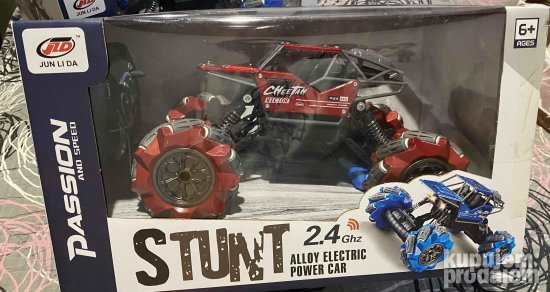 JLD
JUN LI DA
6+
AGES
CHEETAH
VICTOR
PASSION
AND SPEED
STUNT
2.4Ghz
ALLOY ELECTRIC
POWER CAR
kupujem
prodajem